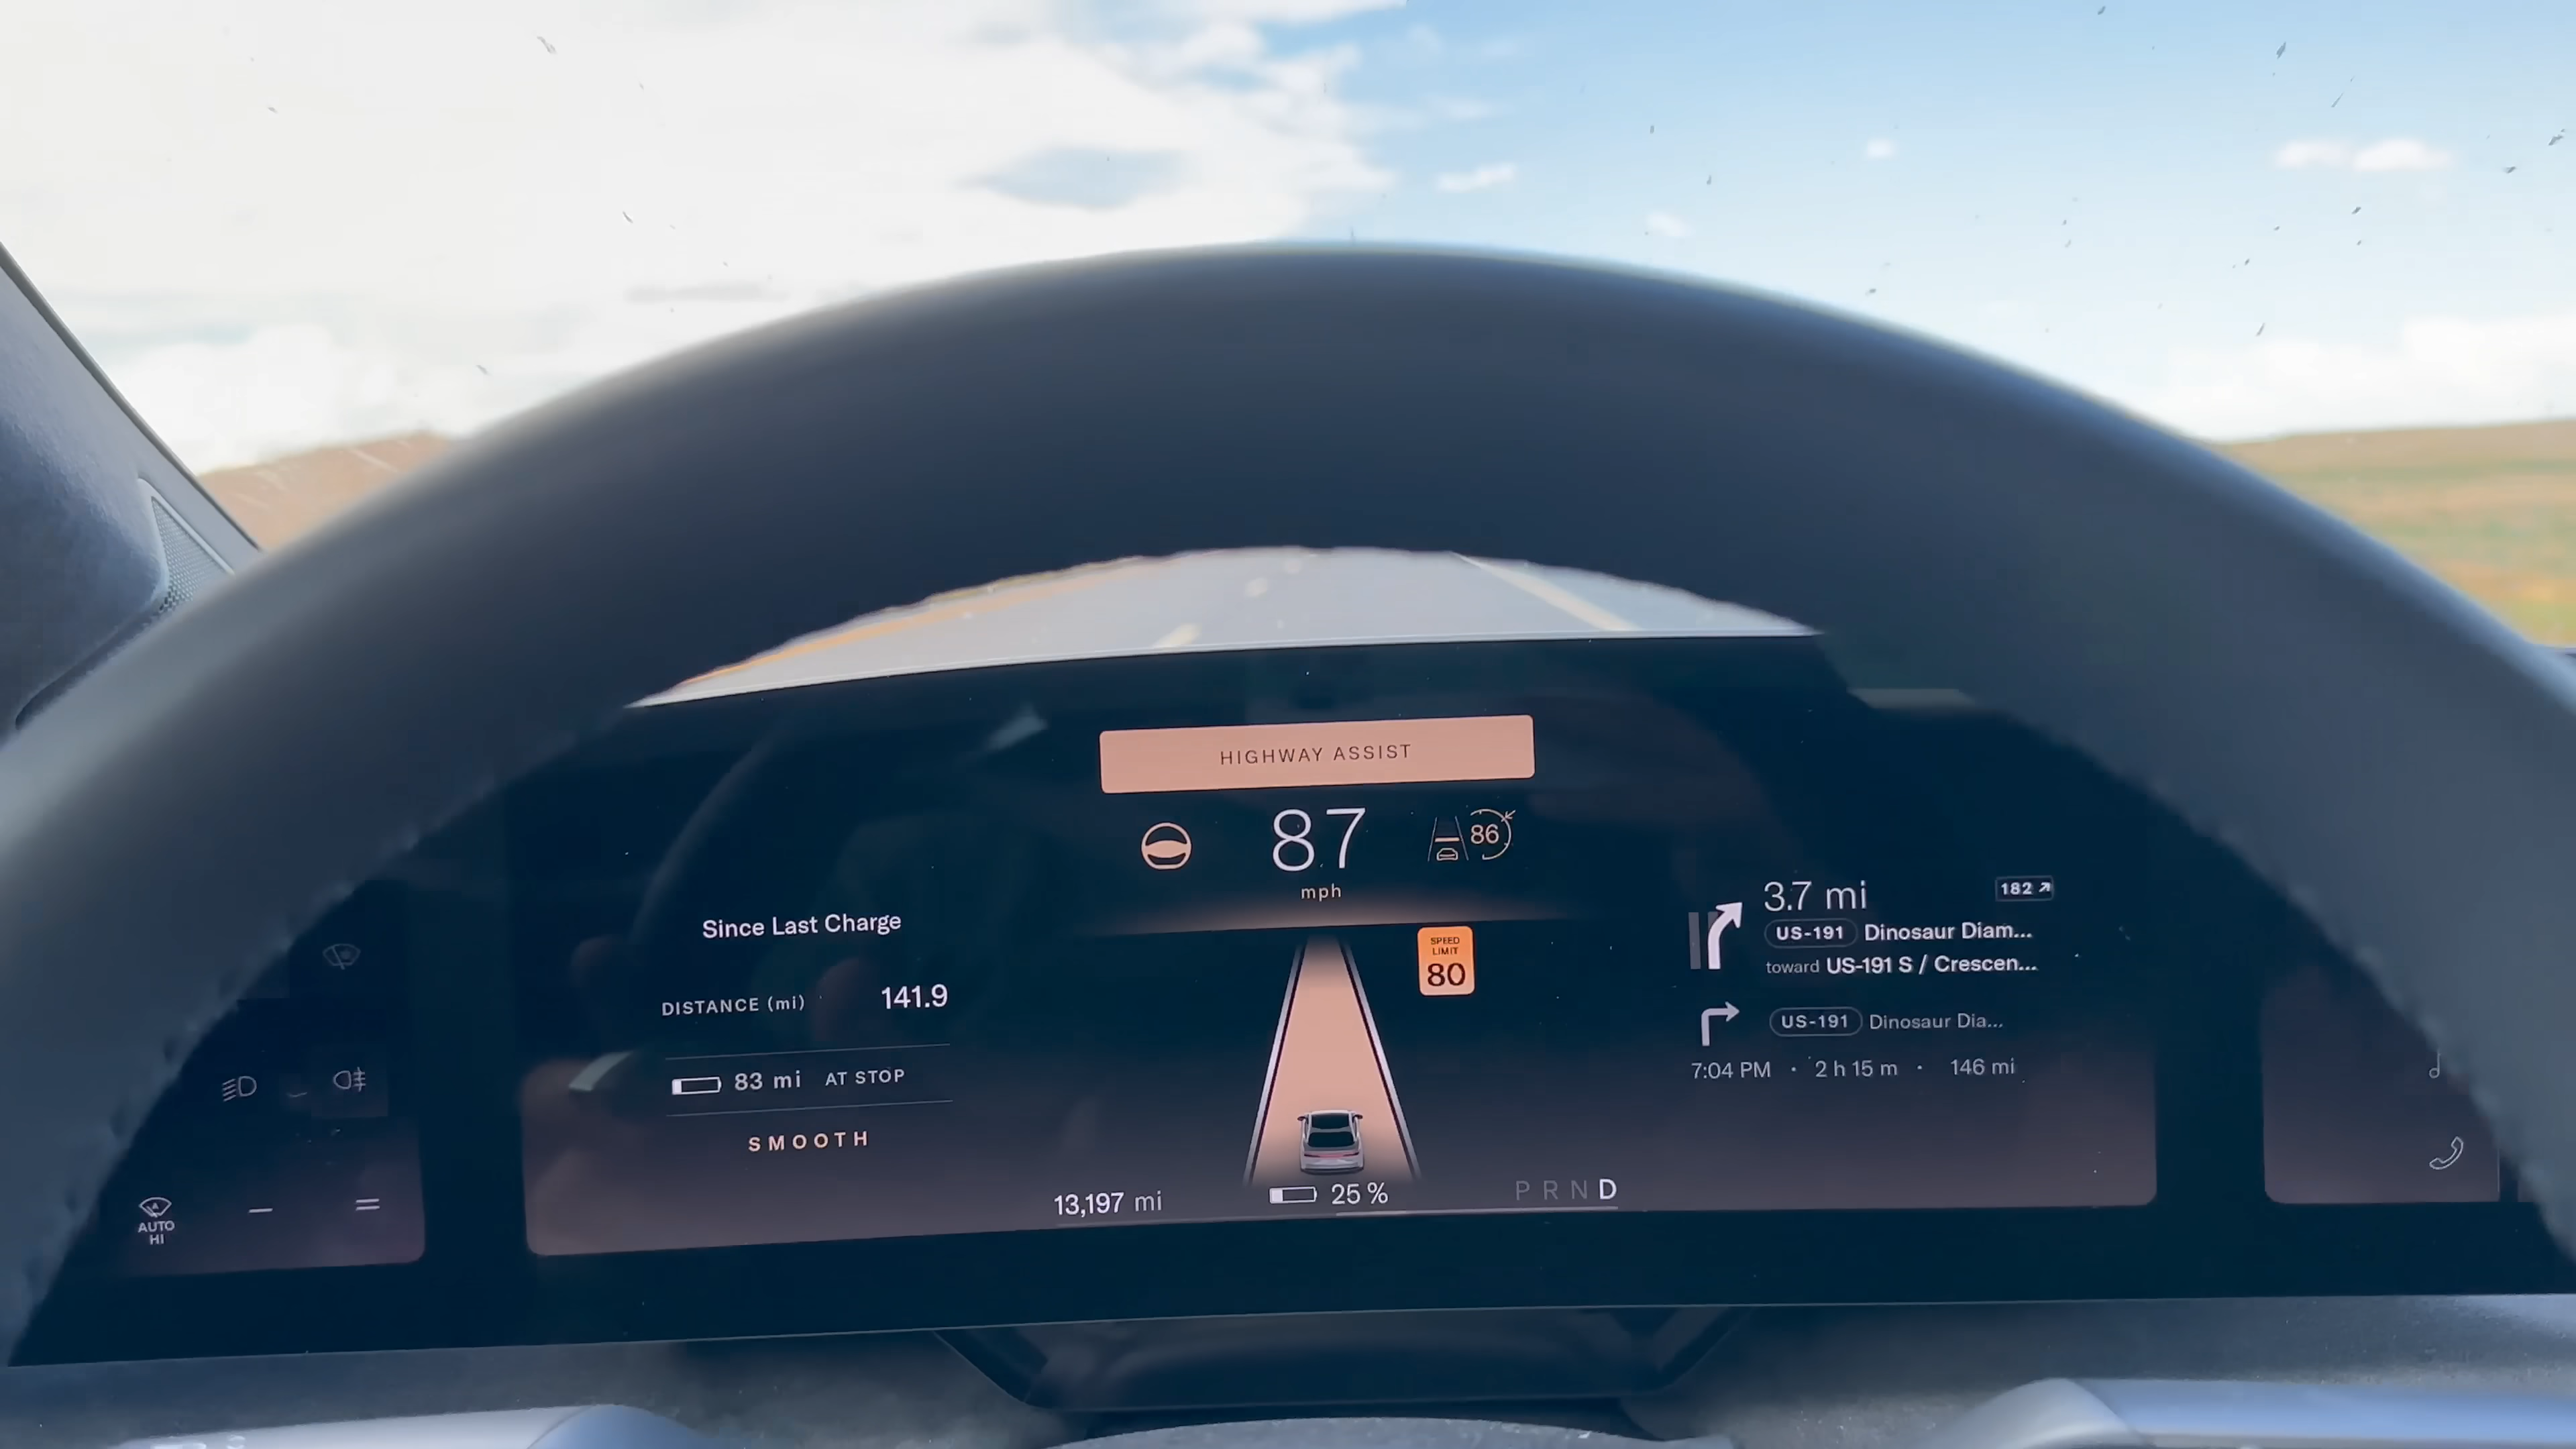 HIGHWAY ASSIST
87
86
mph
SPEED
LIMIT
80
Since Last Charge
DISTANCE (mi) 141.9
83 mi AT STOP
SMOOTH
3.7 mi 182
US-191 Dinosaur Diam...
toward US-191 S / Crescen...
US-191 Dinosaur Dia...
7:04 PM · 2 h 15 m · 146 mi
13,197 mi
25 %
P R N D
AUTO
HI